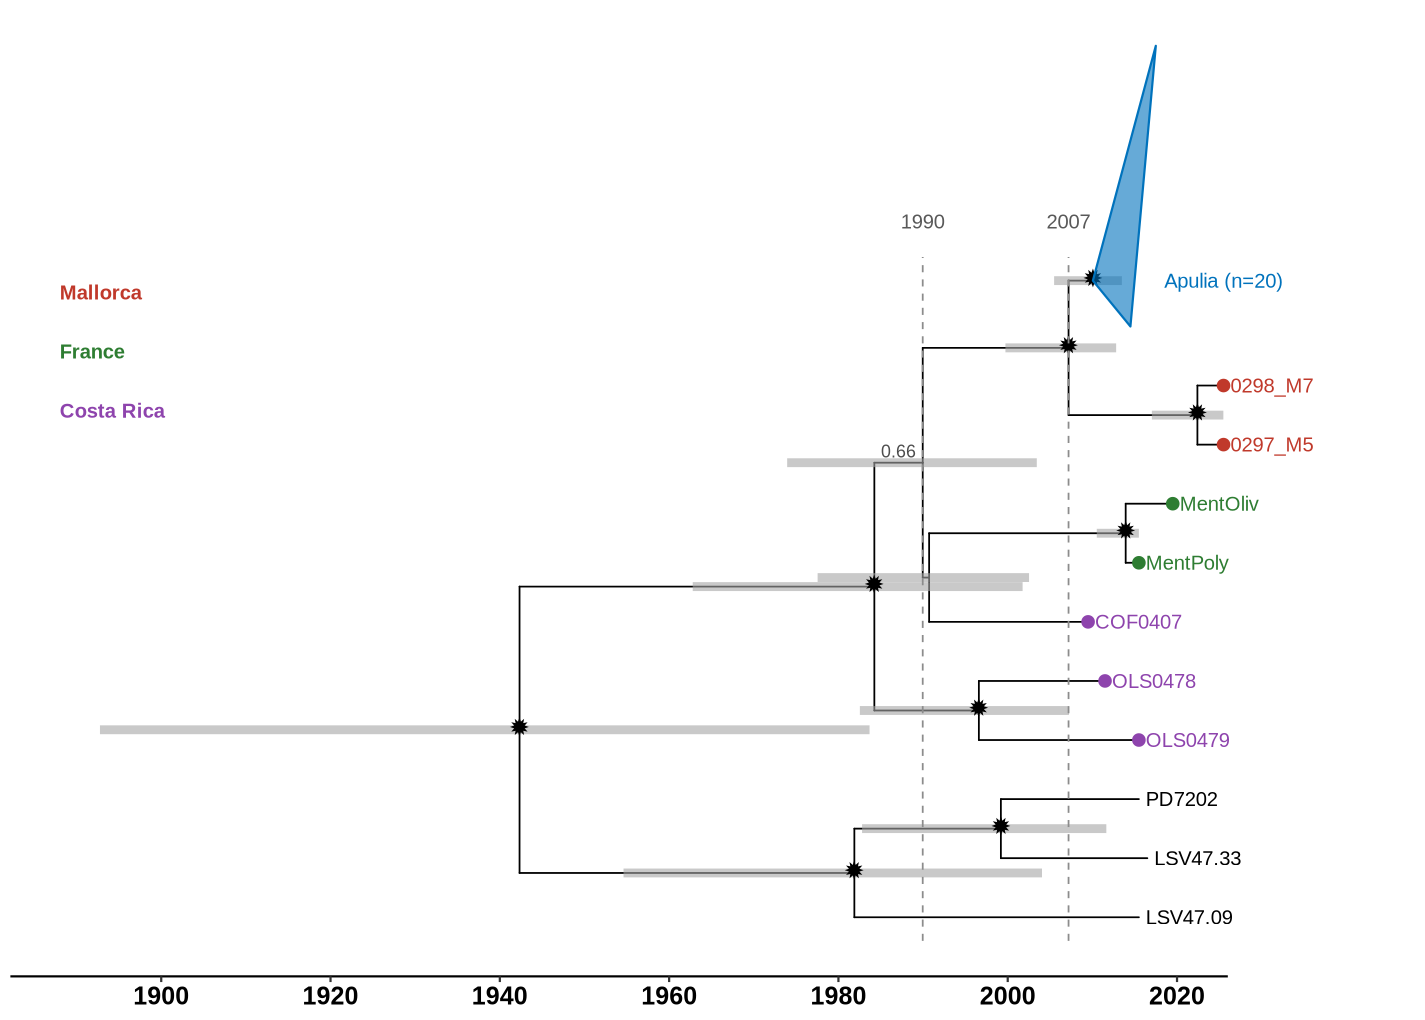 1990 2007
Apulia (n=20)
Mallorca
France
0298_M7
Costa Rica
0297_M5
0.66
MentOliv
MentPoly
COF0407
OLS0478
OLS0479
PD7202
LSV47.33
LSV47.09
1900 1920 1940 1960 1980 2000 2020